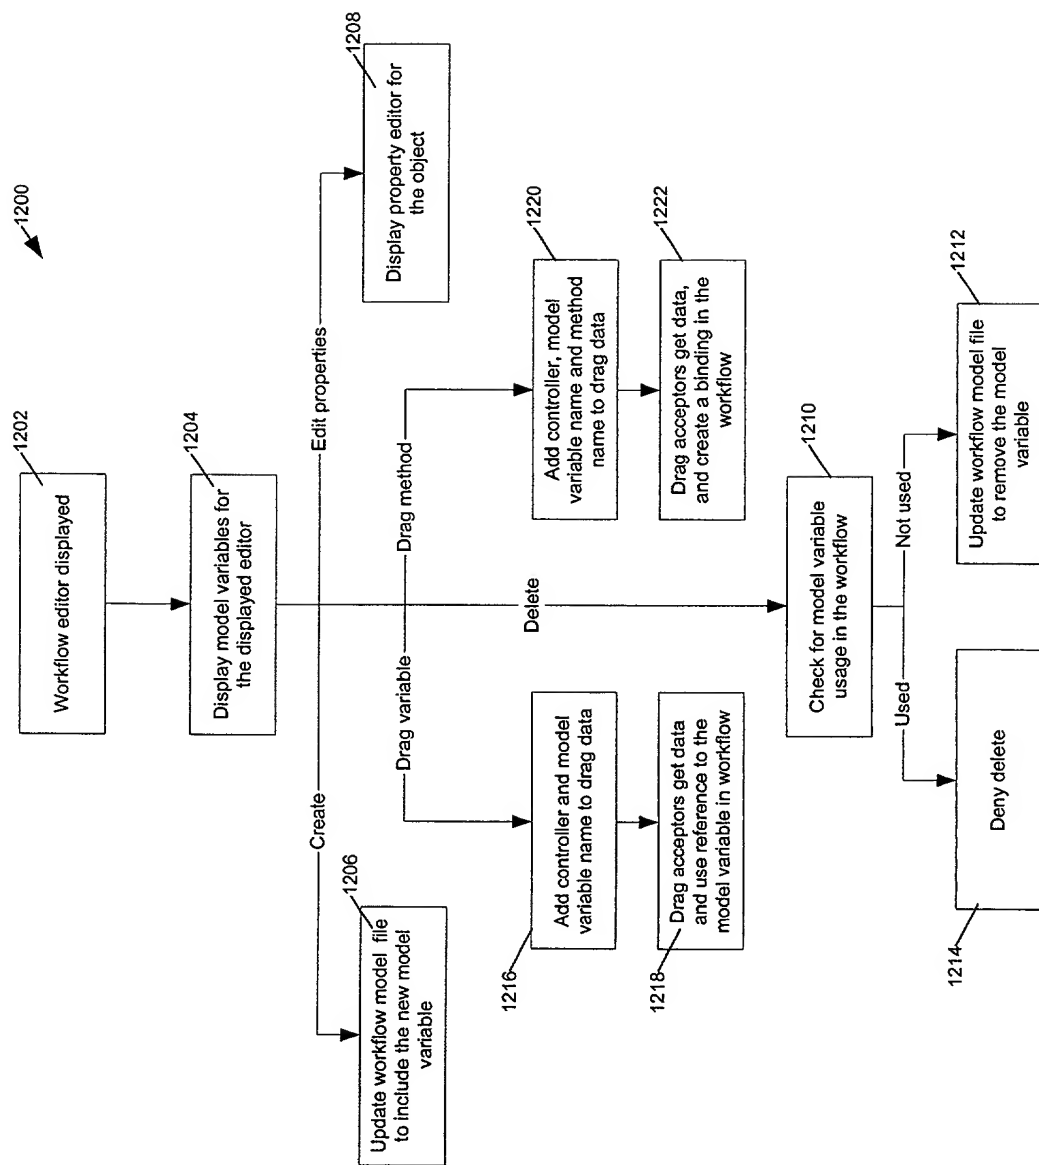 1200
1202
Workflow editor displayed
1204
Display model variables for
the displayed editor
Create
Edit properties
1206
Update workflow model file
to include the new model
variable
1208
Display property editor for
the object
Drag variable
Drag method
1216
Add controller and model
variable name to drag data
1220
Add controller, model
variable name and method
name to drag data
1218
Drag acceptors get data
and use reference to the
model variable in workflow
1222
Drag acceptors get data,
and create a binding in the
workflow
Delete
1210
Check for model variable
usage in the workflow
Used
Not used
1214
Deny delete
1212
Update workflow model file
to remove the model
variable